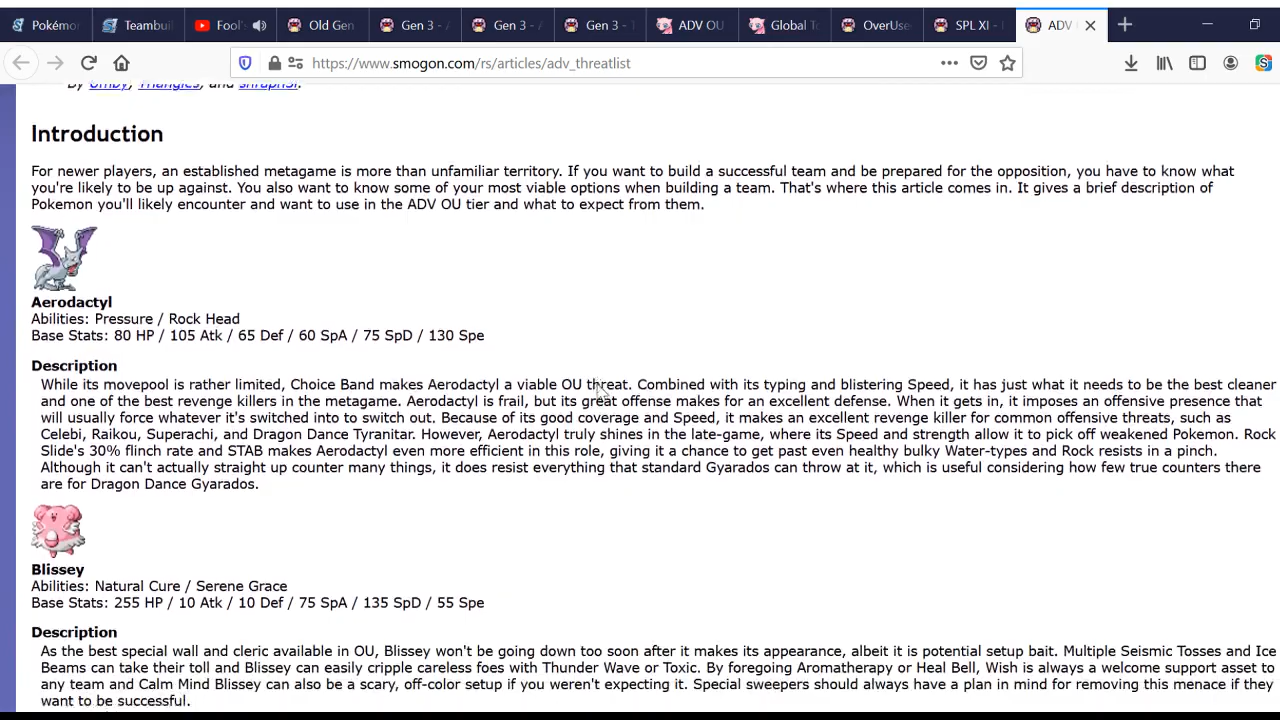 Pokémo
Teambuil
Fool'
Old Gen
Gen 3 -
Gen 3 -
Gen 3 -
ADV OU
Global To
OverUse
SPL XI -
ADV
https://www.smogon.com/rs/articles/adv_threatlist
By Umby, Triangles, and
Introduction
For newer players, an established metagame is more than unfamiliar territory. If you want to build a successful team and be prepared for the opposition, you have to know what
you're likely to be up against. You also want to know some of your most viable options when building a team. That's where this article comes in. It gives a brief description of
Pokemon you'll likely encounter and want to use in the ADV OU tier and what to expect from them.
Aerodactyl
Abilities: Pressure / Rock Head
Base Stats: 80 HP / 105 Atk / 65 Def / 60 SpA / 75 SpD / 130 Spe
Description
While its movepool is rather limited, Choice Band makes Aerodactyl a viable OU threat. Combined with its typing and blistering Speed, it has just what it needs to be the best cleaner
and one of the best revenge killers in the metagame. Aerodactyl is frail, but its great offense makes for an excellent defense. When it gets in, it imposes an offensive presence that
will usually force whatever it's switched into to switch out. Because of its good coverage and Speed, it makes an excellent revenge killer for common offensive threats, such as
Celebi, Raikou, Superachi, and Dragon Dance Tyranitar. However, Aerodactyl truly shines in the late-game, where its Speed and strength allow it to pick off weakened Pokemon. Rock
Slide's 30% flinch rate and STAB makes Aerodactyl even more efficient in this role, giving it a chance to get past even healthy bulky Water-types and Rock resists in a pinch.
Although it can't actually straight up counter many things, it does resist everything that standard Gyarados can throw at it, which is useful considering how few true counters there
are for Dragon Dance Gyarados.
Blissey
Abilities: Natural Cure / Serene Grace
Base Stats: 255 HP / 10 Atk / 10 Def / 75 SpA / 135 SpD / 55 Spe
Description
As the best special wall and cleric available in OU, Blissey won't be going down too soon after it makes its appearance, albeit it is potential setup bait. Multiple Seismic Tosses and Ice
Beams can take their toll and Blissey can easily cripple careless foes with Thunder Wave or Toxic. By foregoing Aromatherapy or Heal Bell, Wish is always a welcome support asset to
any team and Calm Mind Blissey can also be a scary, off-color setup if you weren't expecting it. Special sweepers should always have a plan in mind for removing this menace if they
want to be successful.